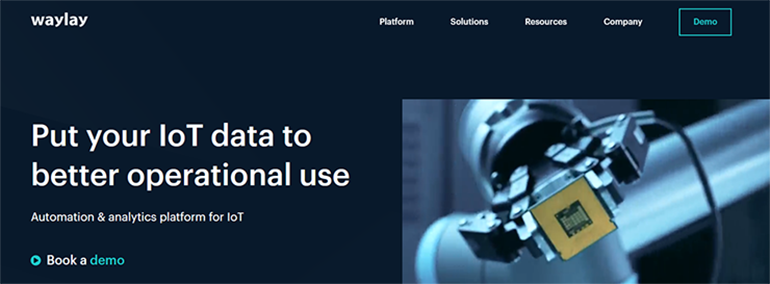 waylay
Platform
Solutions
Resources
Company
Demo
Put your IoT data to
better operational use
Automation & analytics platform for IoT
Book a demo